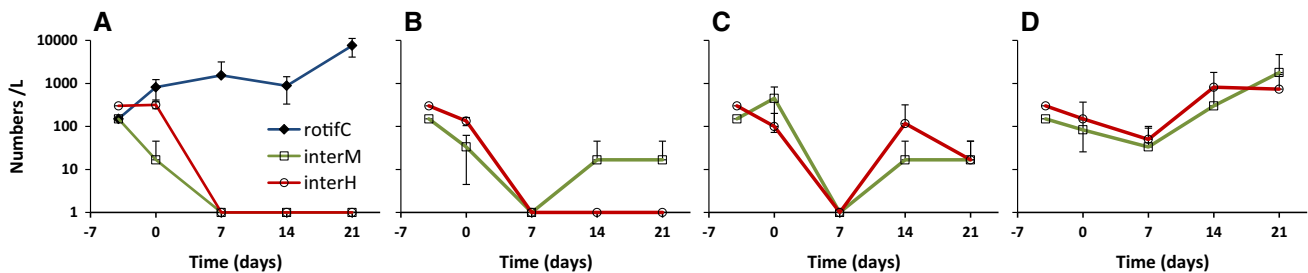 A B C D
10000
1000
100
10
1
Numbers /L
rotifC
interM
interH
-7 0 7 14 21 -7 0 7 14 21 -7 0 7 14 21 -7 0 7 14 21
Time (days) Time (days) Time (days) Time (days)